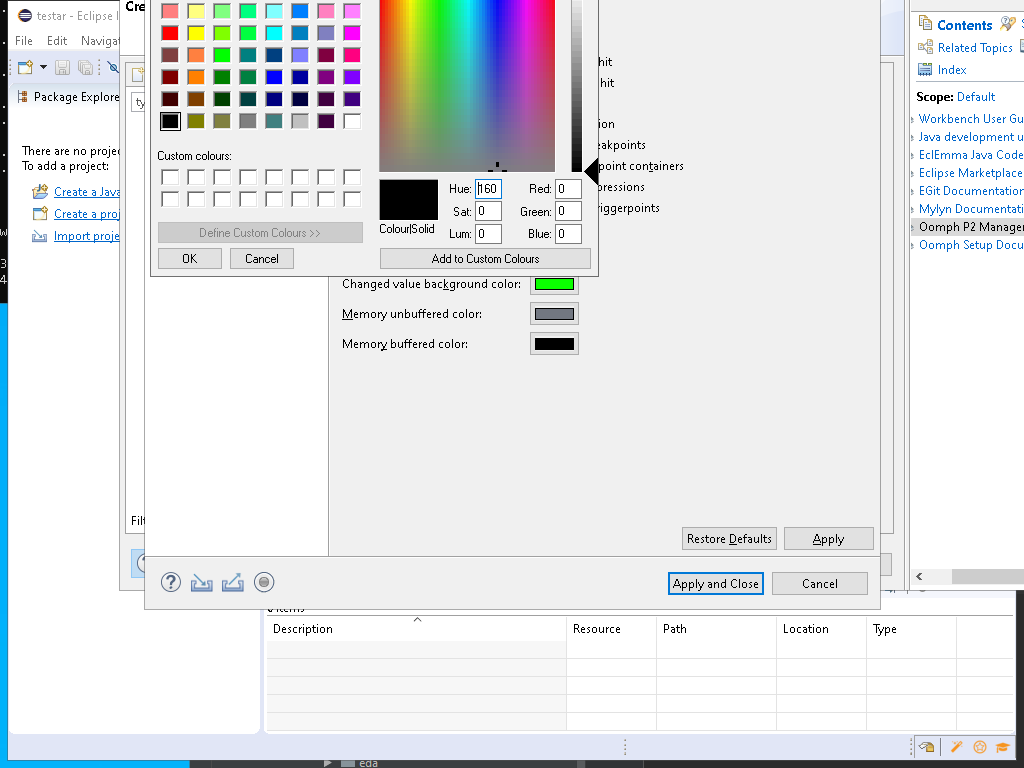 testar - Eclipse I
File Edit Navigat
Package Explore
There are no projec
To add a project:
Create a Java
Create a proj
Import proje
Cre
ty
Filt
Custom colours:
Define Custom Colours >>
OK Cancel
Colour|Solid
Hue: 160 Red: 0
Sat: 0 Green: 0
Lum: 0 Blue: 0
Add to Custom Colours
hit
hit
ion
eakpoints
point containers
pressions
riggerpoints
Changed value background color:
Memory unbuffered color:
Memory buffered color:
Restore Defaults Apply
Apply and Close Cancel
Contents
Related Topics
Index
Scope: Default
Workbench User Gu
Java development u
EclEmma Java Code
Eclipse Marketplace
EGit Documentation
Mylyn Documentati
Oomph P2 Manager
Oomph Setup Docu
items
Description Resource Path Location Type
eda